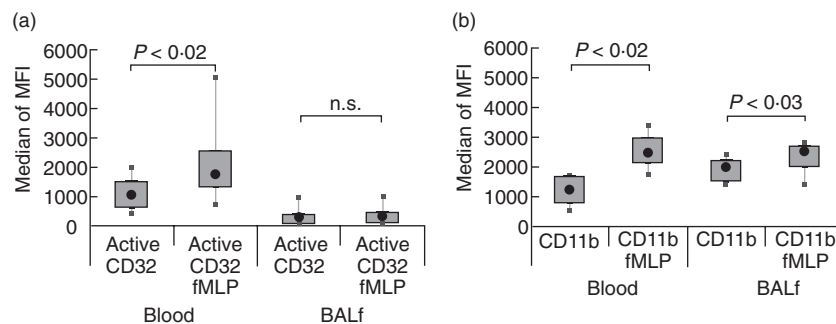 (a)
Median of MFI
6000
5000
4000
3000
2000
1000
0
P < 0·02
n.s.
Active CD32
Active CD32 fMLP
Active CD32
Active CD32 fMLP
Blood
BALf
(b)
Median of MFI
6000
5000
4000
3000
2000
1000
0
P < 0·02
P < 0·03
CD11b
CD11b fMLP
CD11b
CD11b fMLP
Blood
BALf